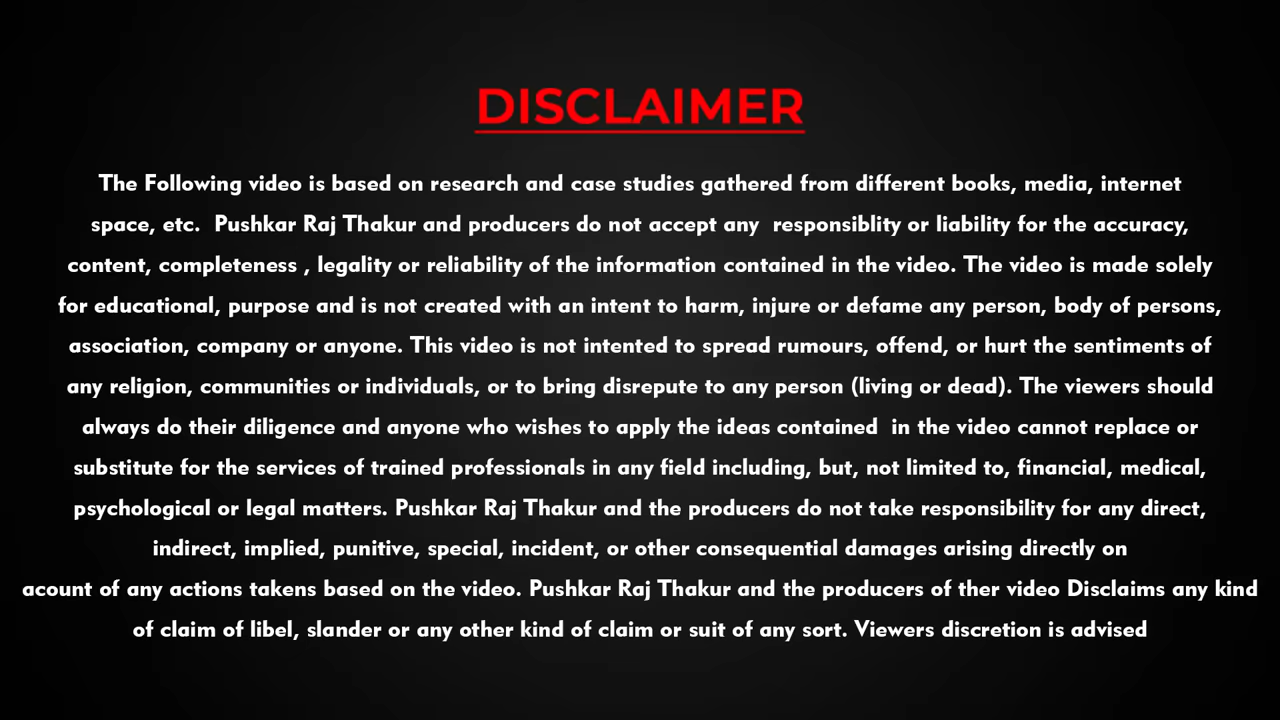 DISCLAIMER
The Following video is based on research and case studies gathered from different books, media, internet
space, etc.  Pushkar Raj Thakur and producers do not accept any  responsiblity or liability for the accuracy,
content, completeness , legality or reliability of the information contained in the video. The video is made solely
for educational, purpose and is not created with an intent to harm, injure or defame any person, body of persons,
association, company or anyone. This video is not intented to spread rumours, offend, or hurt the sentiments of
any religion, communities or individuals, or to bring disrepute to any person (living or dead). The viewers should
always do their diligence and anyone who wishes to apply the ideas contained  in the video cannot replace or
substitute for the services of trained professionals in any field including, but, not limited to, financial, medical,
psychological or legal matters. Pushkar Raj Thakur and the producers do not take responsibility for any direct,
indirect, implied, punitive, special, incident, or other consequential damages arising directly on
acount of any actions takens based on the video. Pushkar Raj Thakur and the producers of ther video Disclaims any kind
of claim of libel, slander or any other kind of claim or suit of any sort. Viewers discretion is advised